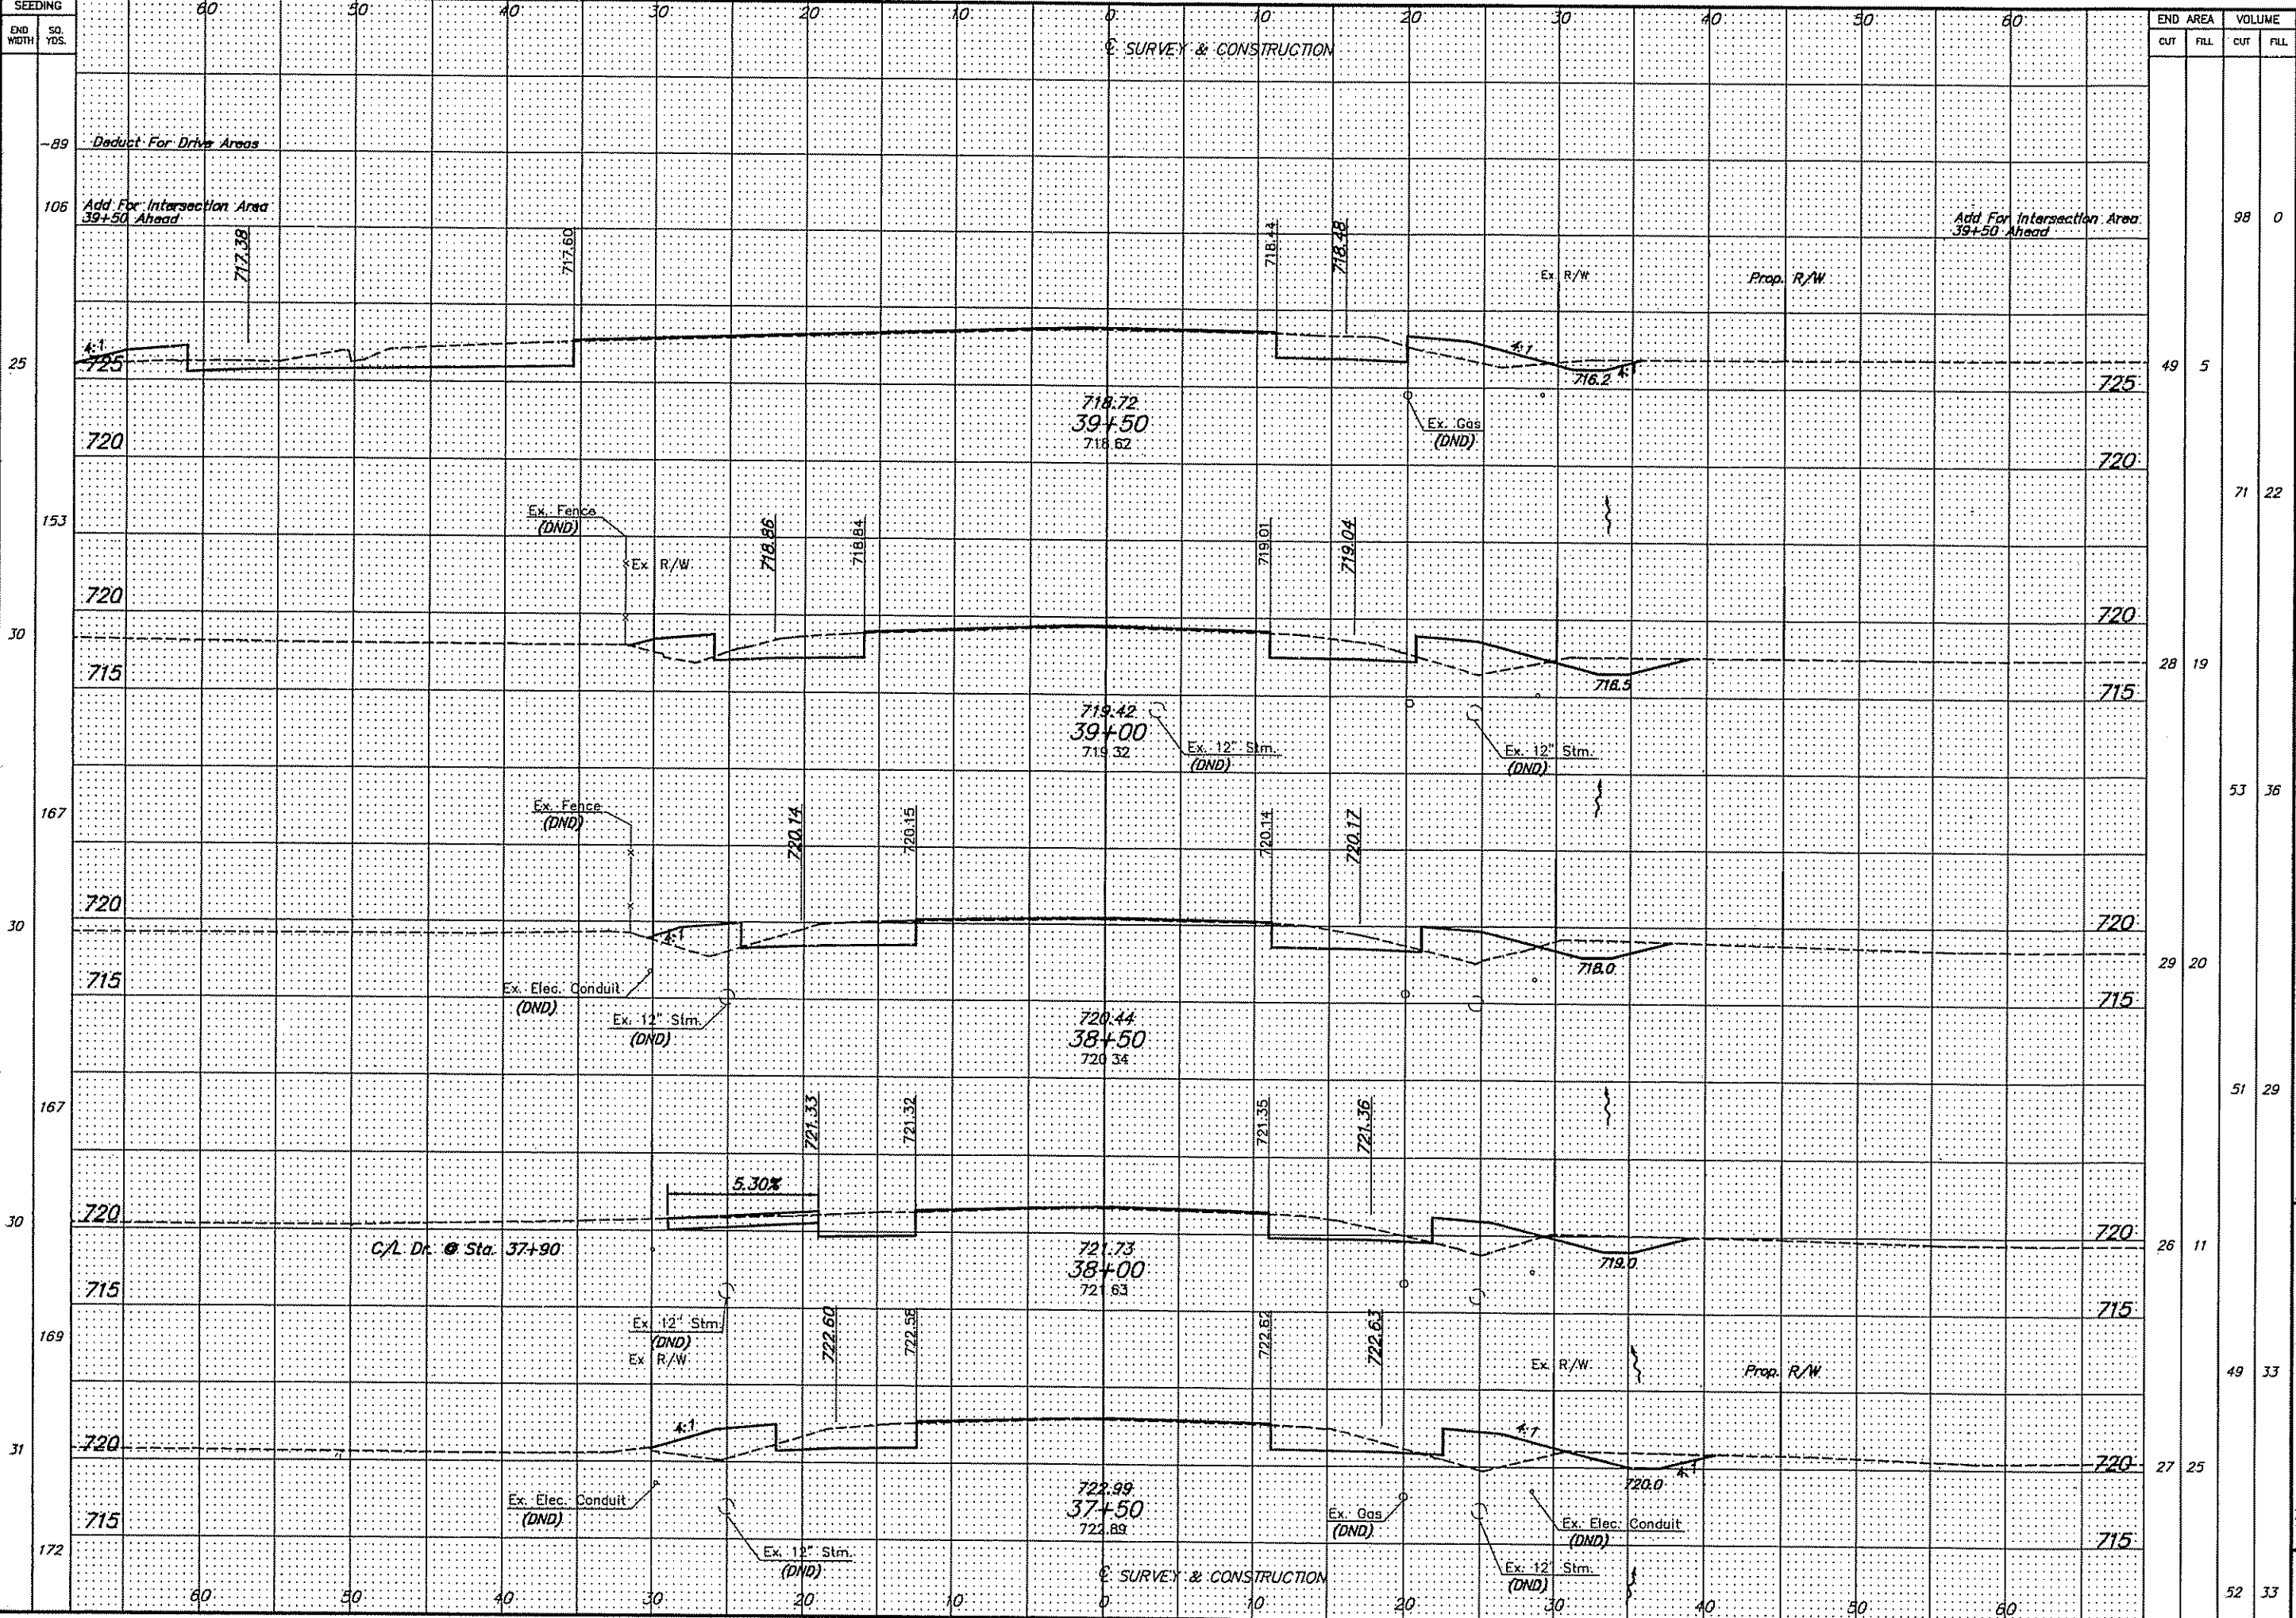 SEEDING
END WIDTH
SQ. YDS.
60 50 40 30 20 10 0 10 20 30 40 50 60
END AREA
VOLUME
CUT FILL CUT FILL
℄ SURVEY & CONSTRUCTION
-89
Deduct For Drive Areas
106
Add For Intersection Area
39+50 Ahead
Add For Intersection Area
39+50 Ahead
98 0
717.38
717.60
718.44
718.48
Ex R/W
Prop. R/W
4:1
4:1
4:1
716.2
25
725
725
49 5
718.72
39+50
718.62
Ex. Gas
(DND)
720
720
71 22
153
Ex. Fence
(DND)
Ex R/W
718.86
718.84
719.01
719.04
720
720
30
28 19
716.5
715
715
719.42
39+00
719.32
Ex. 12" Stm.
(DND)
Ex. 12" Stm.
(DND)
53 36
167
Ex. Fence
(DND)
720.14
720.15
720.14
720.17
720
720
30
4:1
718.0
29 20
Ex. Elec. Conduit
(DND)
715
715
Ex. 12" Stm.
(DND)
720.44
38+50
720.34
51 29
167
721.33
721.32
721.35
721.36
5.30%
30
720
720
C/L Dr. @ Sta. 37+90
719.0
26 11
721.73
38+00
721.63
715
715
Ex 12" Stm.
(DND)
Ex R/W
169
722.60
722.58
722.62
722.63
Ex. R/W
Prop. R/W
49 33
4:1
4:1
4:1
31
720
720
720.0
27 25
722.99
37+50
722.89
Ex. Elec. Conduit
(DND)
Ex. Gas
(DND)
Ex. Elec. Conduit
(DND)
715
715
172
Ex. 12" Stm.
(DND)
Ex. 12" Stm.
(DND)
℄ SURVEY & CONSTRUCTION
52 33
60 50 40 30 20 10 0 10 20 30 40 50 60